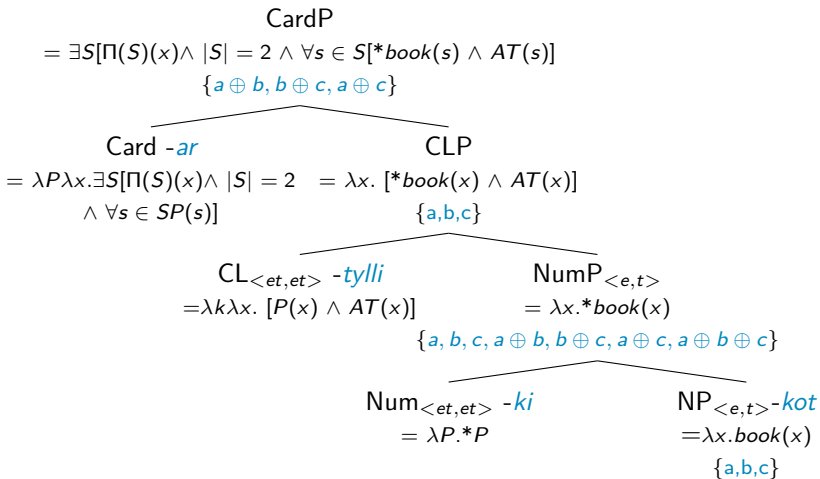 CardP
= ∃S[Π(S)(x)∧ |S| = 2 ∧ ∀s ∈ S[*book(s) ∧ AT(s)]
{a ⊕ b, b ⊕ c, a ⊕ c}
Card -ar CLP
= λPλx.∃S[Π(S)(x)∧ |S| = 2 = λx. [*book(x) ∧ AT(x)]
∧ ∀s ∈ SP(s)] {a,b,c}
CL<et,et> -tylli NumP<e,t>
=λkλx. [P(x) ∧ AT(x)] = λx.*book(x)
{a, b, c, a ⊕ b, b ⊕ c, a ⊕ c, a ⊕ b ⊕ c}
Num<et,et> -ki NP<e,t>-kot
= λP.*P =λx.book(x)
{a,b,c}